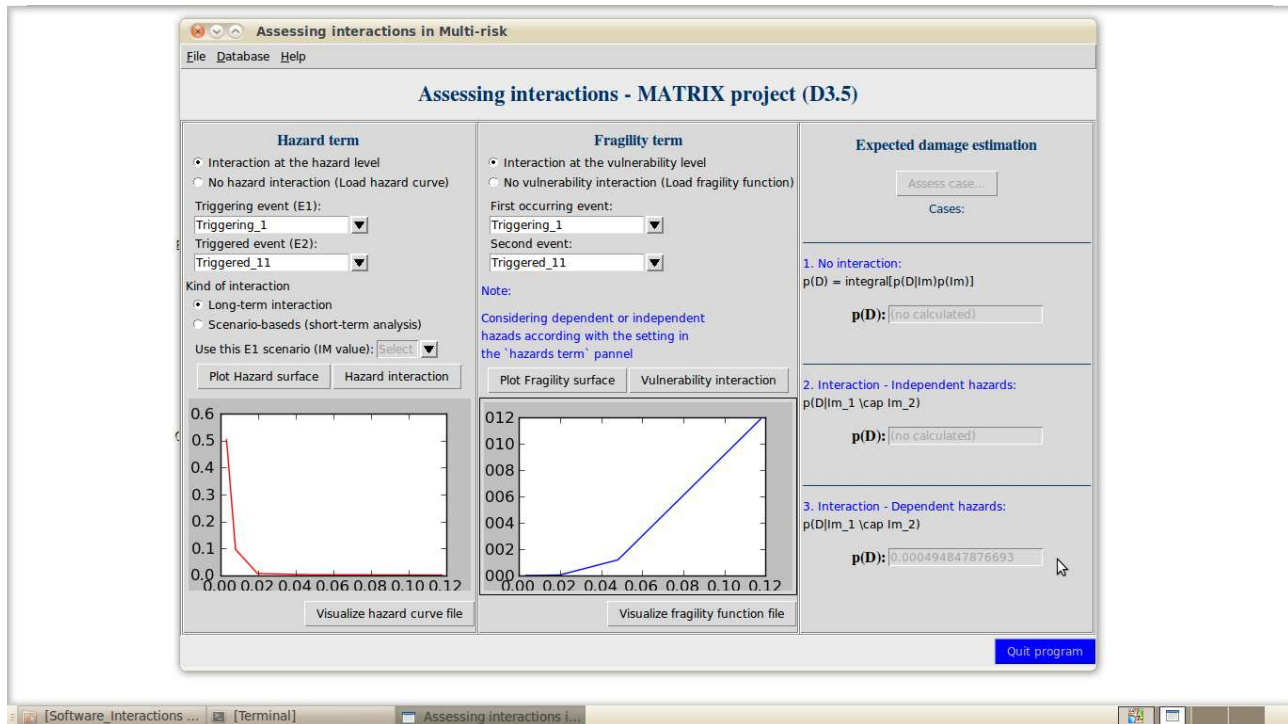 Assessing interactions in Multi-risk
File Database Help
Assessing interactions - MATRIX project (D3.5)
Hazard term
Interaction at the hazard level
No hazard interaction (Load hazard curve)
Triggering event (E1):
Triggering_1
Triggered event (E2):
Triggered_11
Kind of interaction
Long-term interaction
Scenario-baseds (short-term analysis)
Use this E1 scenario (IM value): Select
Plot Hazard surface Hazard interaction
0.6
0.5
0.4
0.3
0.2
0.1
0.0
0.00 0.02 0.04 0.06 0.08 0.10 0.12
Visualize hazard curve file
Fragility term
Interaction at the vulnerability level
No vulnerability interaction (Load fragility function)
First occurring event:
Triggering_1
Second event:
Triggered_11
Note:
Considering dependent or independent
hazads according with the setting in
the `hazards term` pannel
Plot Fragility surface Vulnerability interaction
012
010
008
006
004
002
000
0.00 0.02 0.04 0.06 0.08 0.10 0.12
Visualize fragility function file
Expected damage estimation
Assess case...
Cases:
1. No interaction:
p(D) = integral[p(D|Im)p(Im)]
p(D): (no calculated)
2. Interaction - Independent hazards:
p(D|Im_1 \cap Im_2)
p(D): (no calculated)
3. Interaction - Dependent hazards:
p(D|Im_1 \cap Im_2)
p(D): 0.000494847876693
Quit program
[Software_Interactions ... [Terminal] Assessing interactions i...